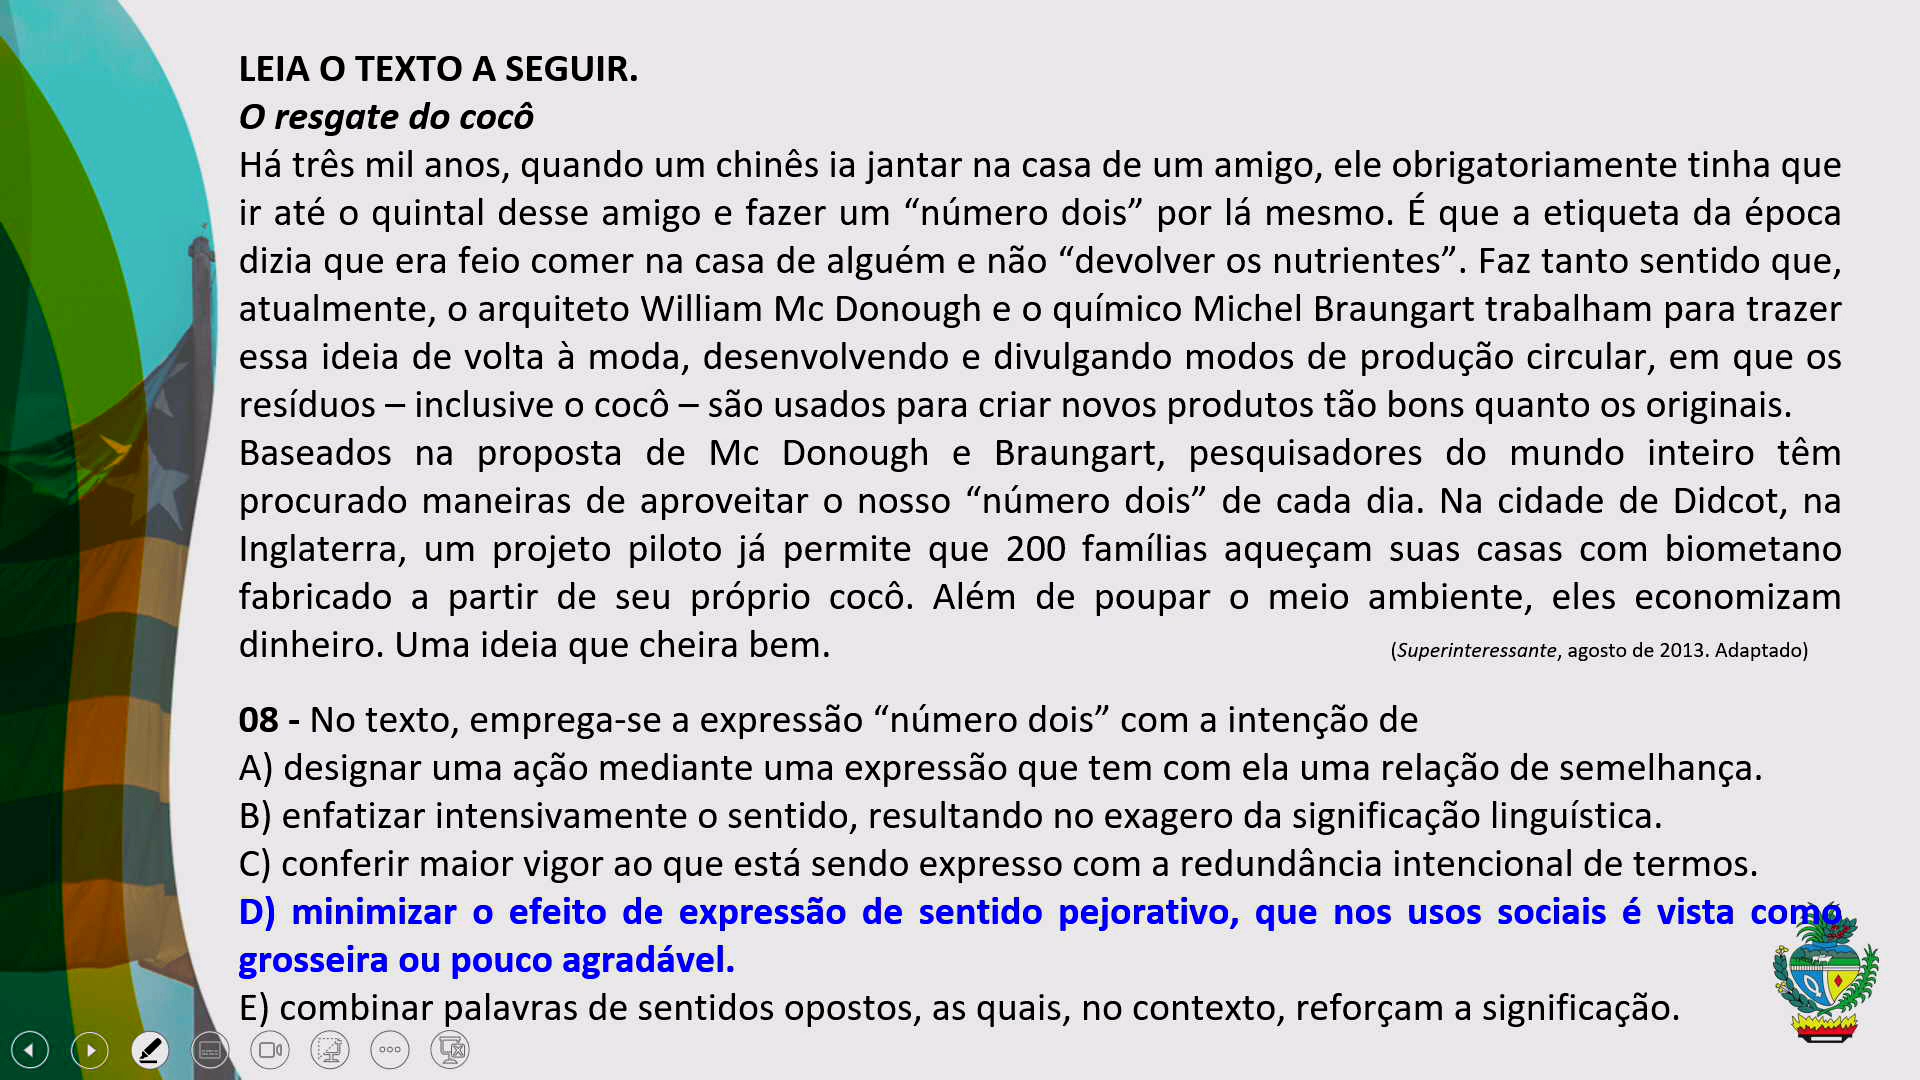 LEIA O TEXTO A SEGUIR.
O resgate do cocô
Há três mil anos, quando um chinês ia jantar na casa de um amigo, ele obrigatoriamente tinha que
ir até o quintal desse amigo e fazer um “número dois” por lá mesmo. É que a etiqueta da época
dizia que era feio comer na casa de alguém e não “devolver os nutrientes”. Faz tanto sentido que,
atualmente, o arquiteto William Mc Donough e o químico Michel Braungart trabalham para trazer
essa ideia de volta à moda, desenvolvendo e divulgando modos de produção circular, em que os
resíduos – inclusive o cocô – são usados para criar novos produtos tão bons quanto os originais.
Baseados na proposta de Mc Donough e Braungart, pesquisadores do mundo inteiro têm
procurado maneiras de aproveitar o nosso “número dois” de cada dia. Na cidade de Didcot, na
Inglaterra, um projeto piloto já permite que 200 famílias aqueçam suas casas com biometano
fabricado a partir de seu próprio cocô. Além de poupar o meio ambiente, eles economizam
dinheiro. Uma ideia que cheira bem. (Superinteressante, agosto de 2013. Adaptado)
08 - No texto, emprega-se a expressão “número dois” com a intenção de
A) designar uma ação mediante uma expressão que tem com ela uma relação de semelhança.
B) enfatizar intensivamente o sentido, resultando no exagero da significação linguística.
C) conferir maior vigor ao que está sendo expresso com a redundância intencional de termos.
D) minimizar o efeito de expressão de sentido pejorativo, que nos usos sociais é vista como
grosseira ou pouco agradável.
E) combinar palavras de sentidos opostos, as quais, no contexto, reforçam a significação.